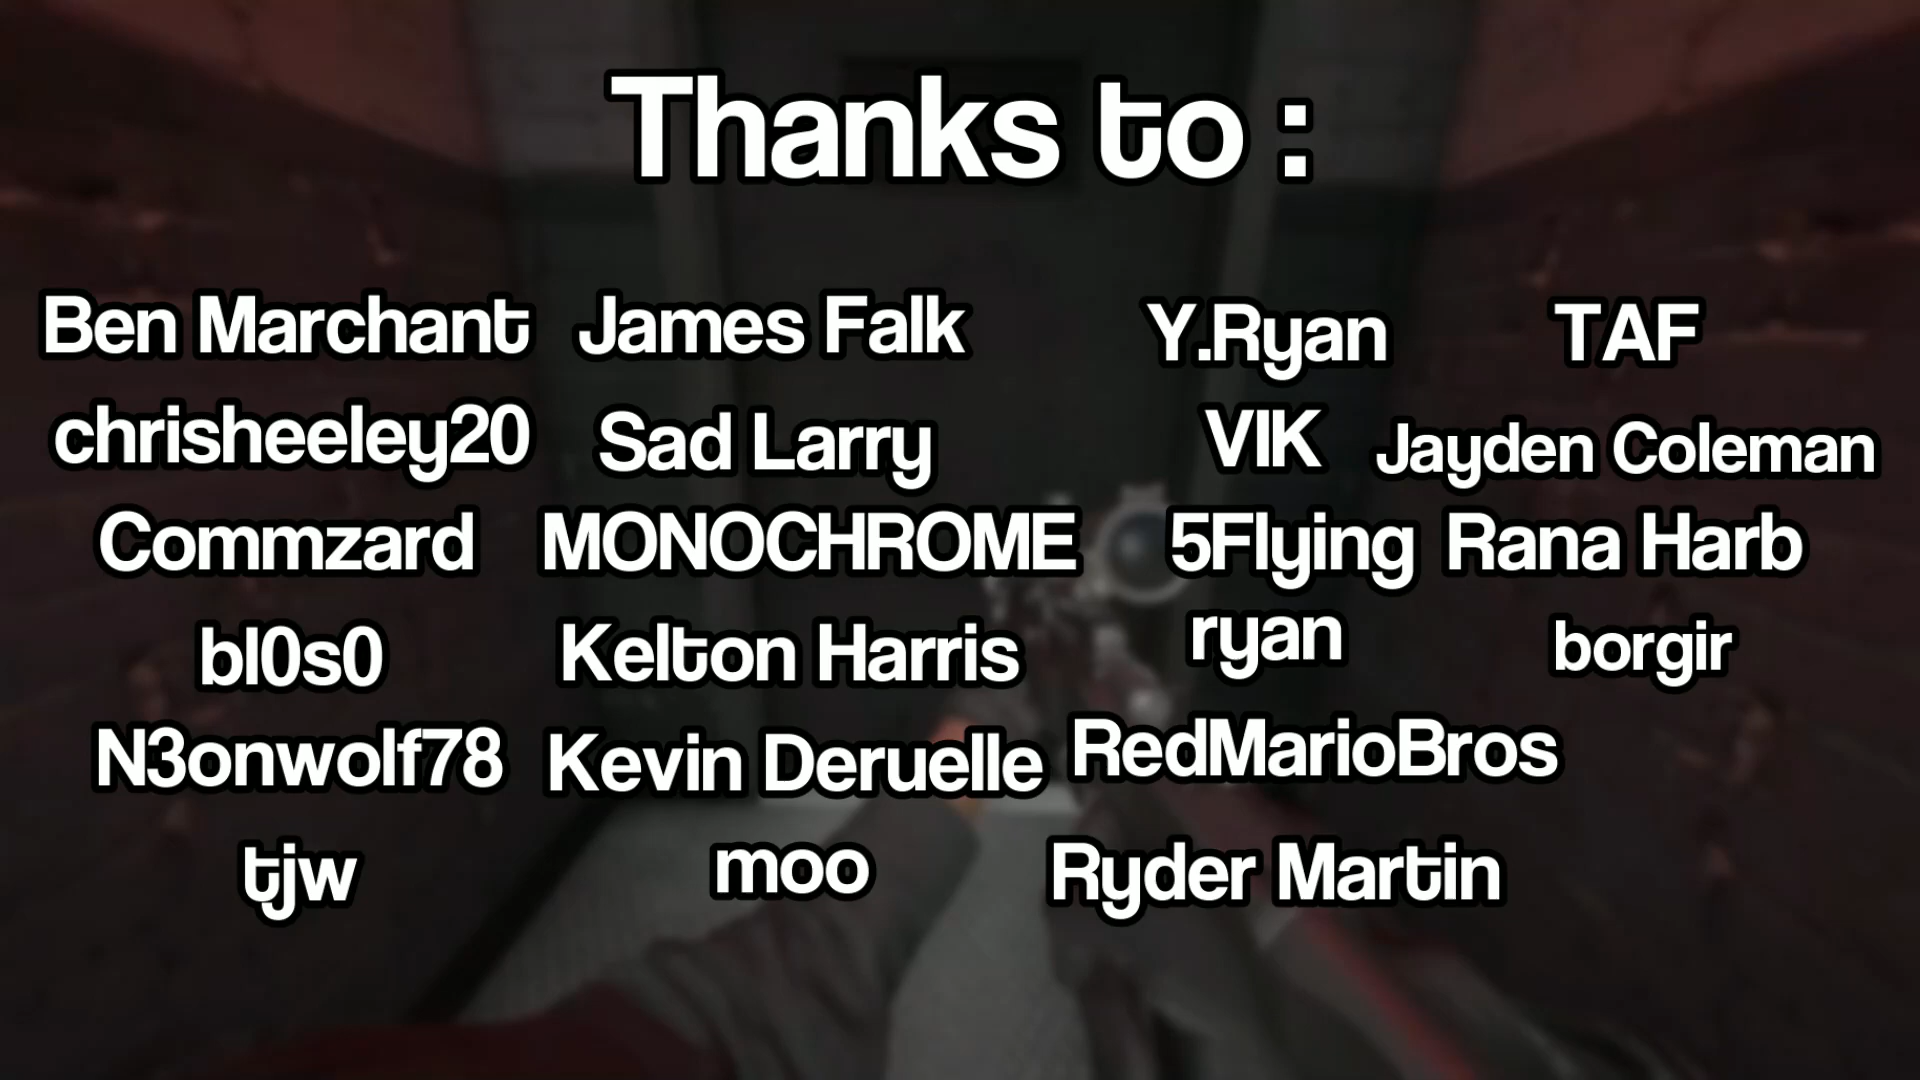 Thanks to :
Ben Marchant James Falk Y.Ryan TAF
chrisheeley20 Sad Larry VIK Jayden Coleman
Commzard MONOCHROME 5Flying Rana Harb
bl0s0 Kelton Harris ryan borgir
N3onwolf78 Kevin Deruelle RedMarioBros
tjw moo Ryder Martin